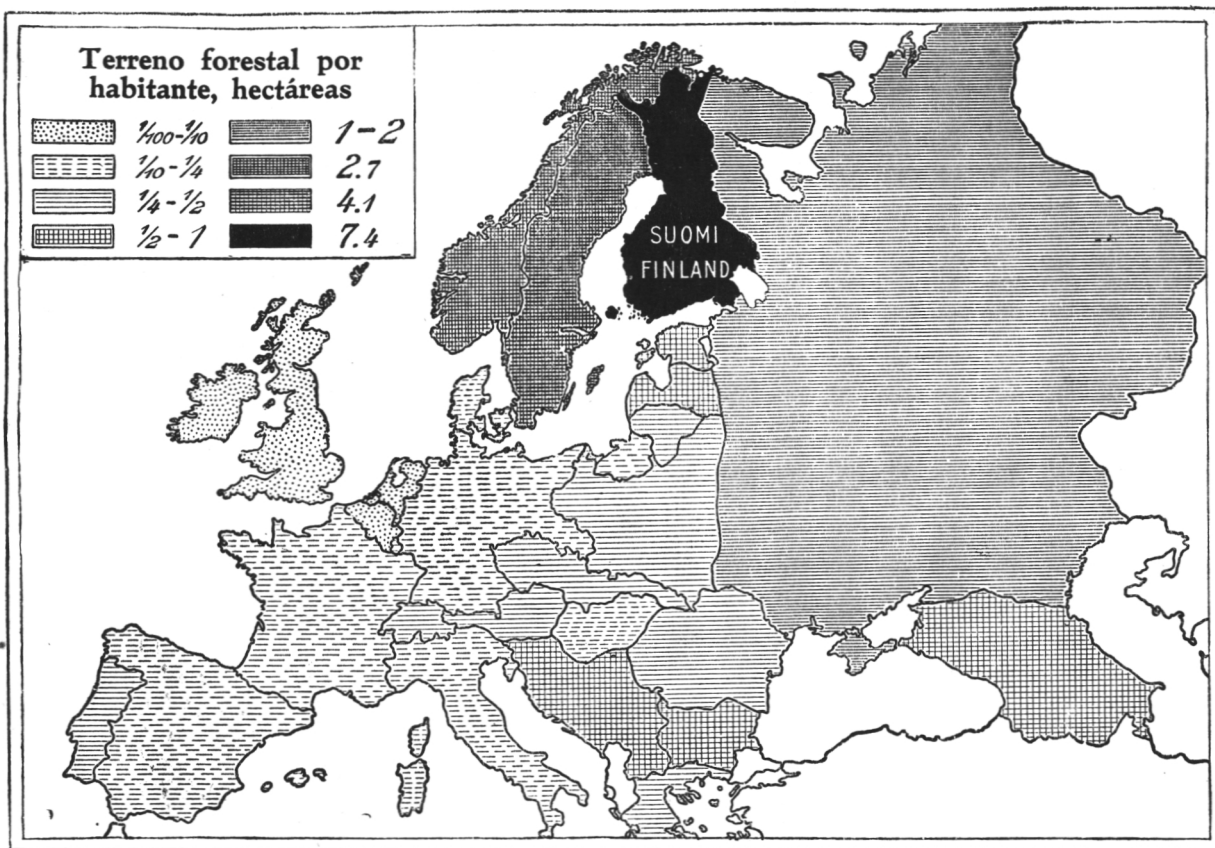 Terreno forestal por
habitante, hectáreas
1/100-1/10
1/10-1/4
1/4-1/2
1/2-1
1-2
2.7
4.1
7.4
SUOMI
FINLAND